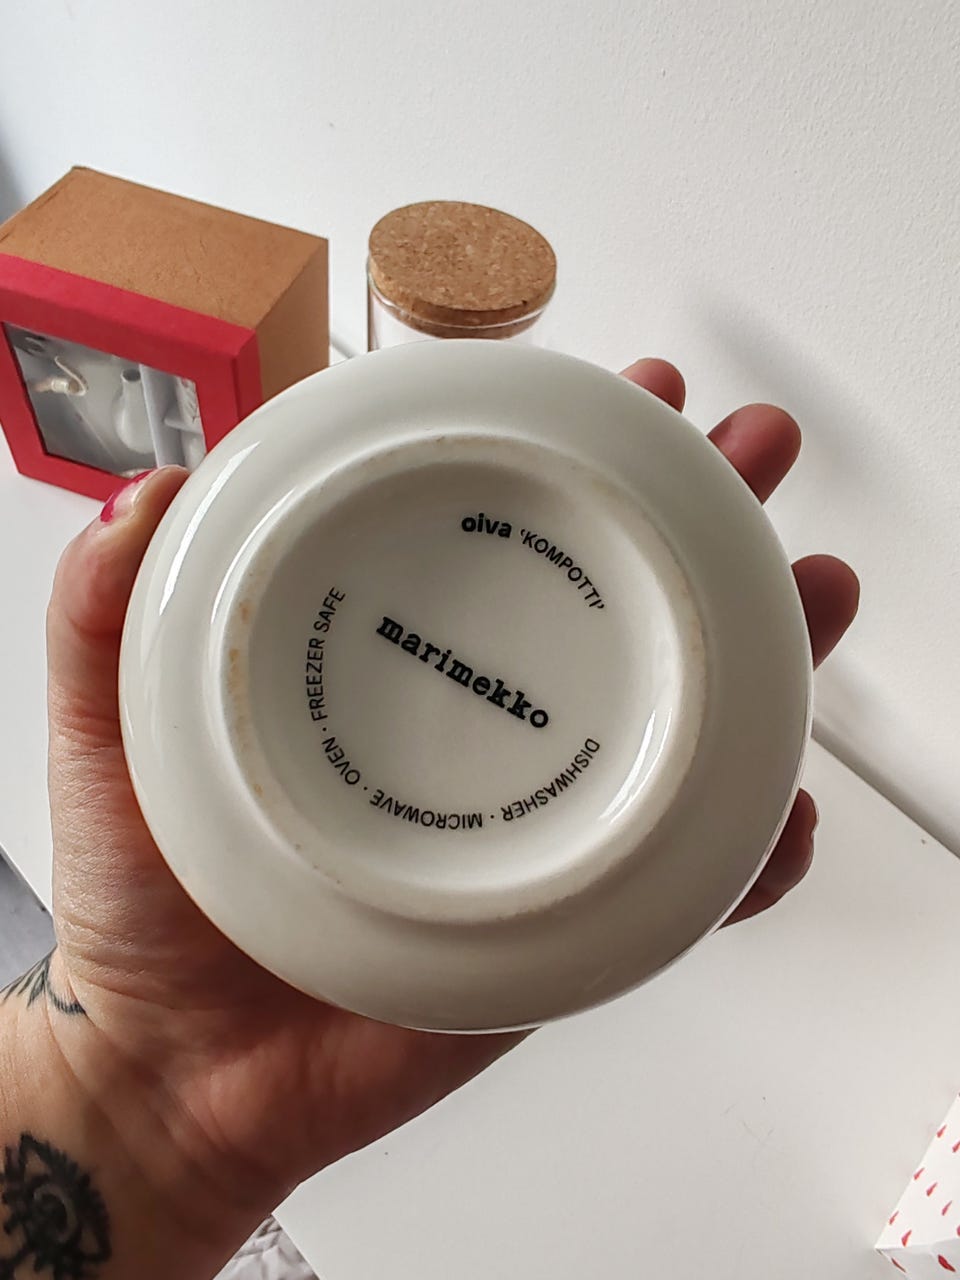 oiva 'KOMPOTTI'
marimekko
DISHWASHER · MICROWAVE · OVEN · FREEZER SAFE